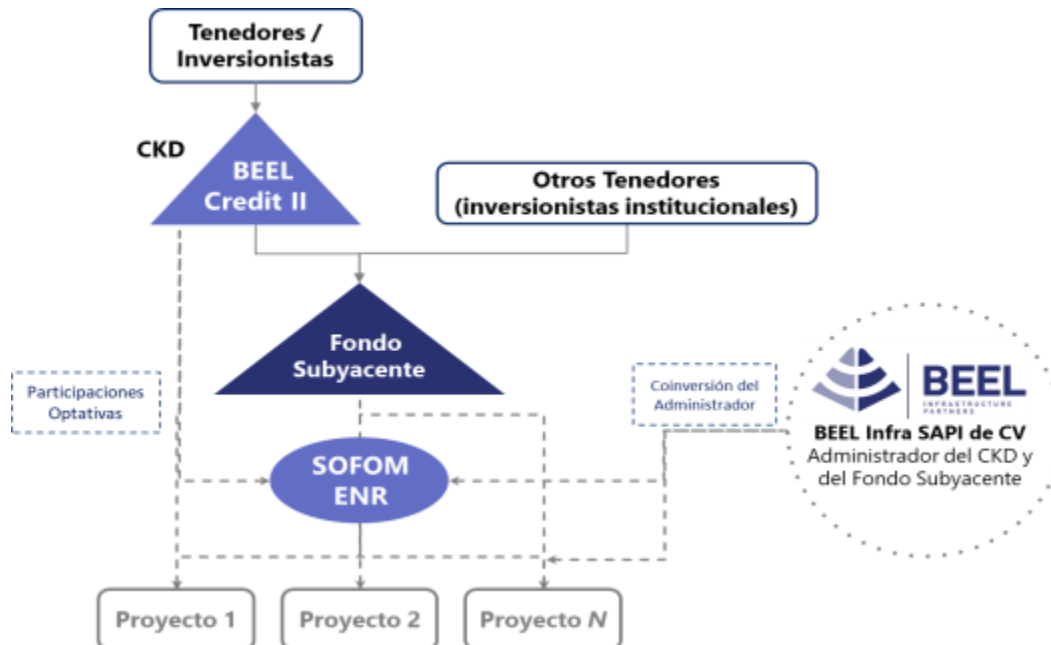 Tenedores /
Inversionistas
CKD
BEEL
Credit II
Otros Tenedores
(inversionistas institucionales)
Fondo
Subyacente
Participaciones
Optativas
Coinversión del
Administrador
BEEL
INFRASTRUCTURE
PARTNERS
BEEL Infra SAPI de CV
Administrador del CKD y
del Fondo Subyacente
SOFOM
ENR
Proyecto 1
Proyecto 2
Proyecto N